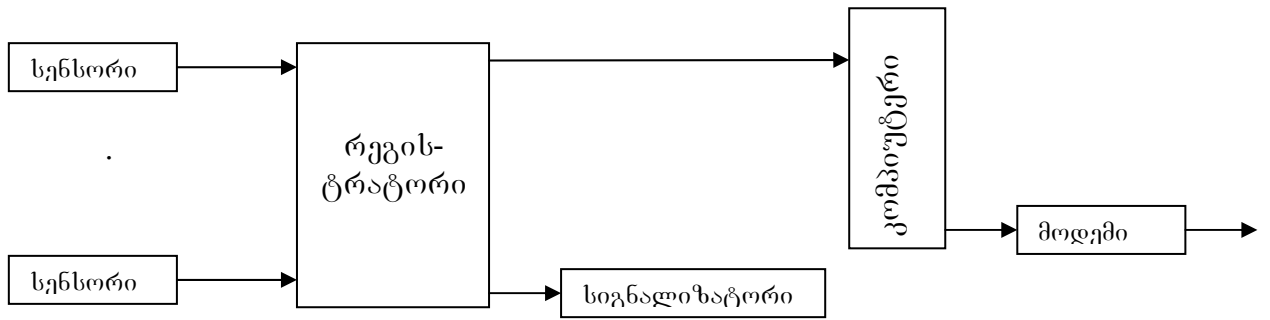 სენსორი
.
სენსორი
რეგის-
ტრატორი
სიგნალიზატორი
კომპიუტერი
მოდემი